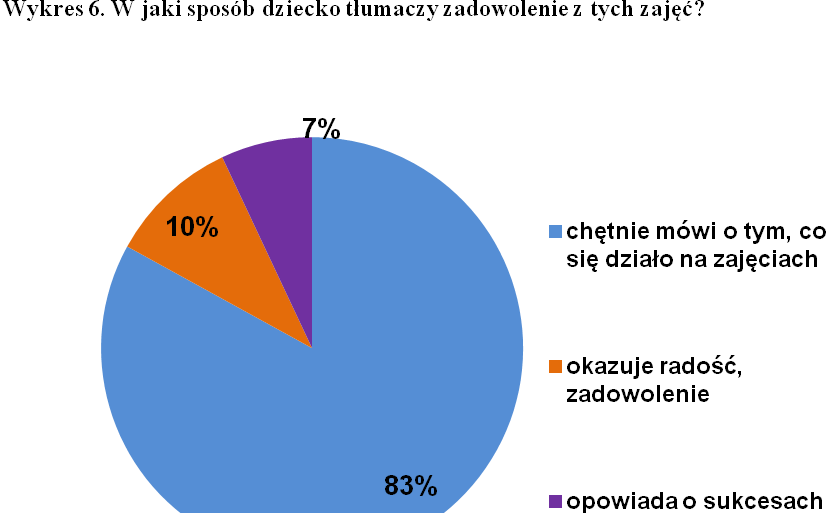 Wykres 6. W jaki sposób dziecko tłumaczy zadowolenie z tych zajęć?
7%
10%
83%
chętnie mówi o tym, co
się działo na zajęciach
okazuje radość,
zadowolenie
opowiada o sukcesach